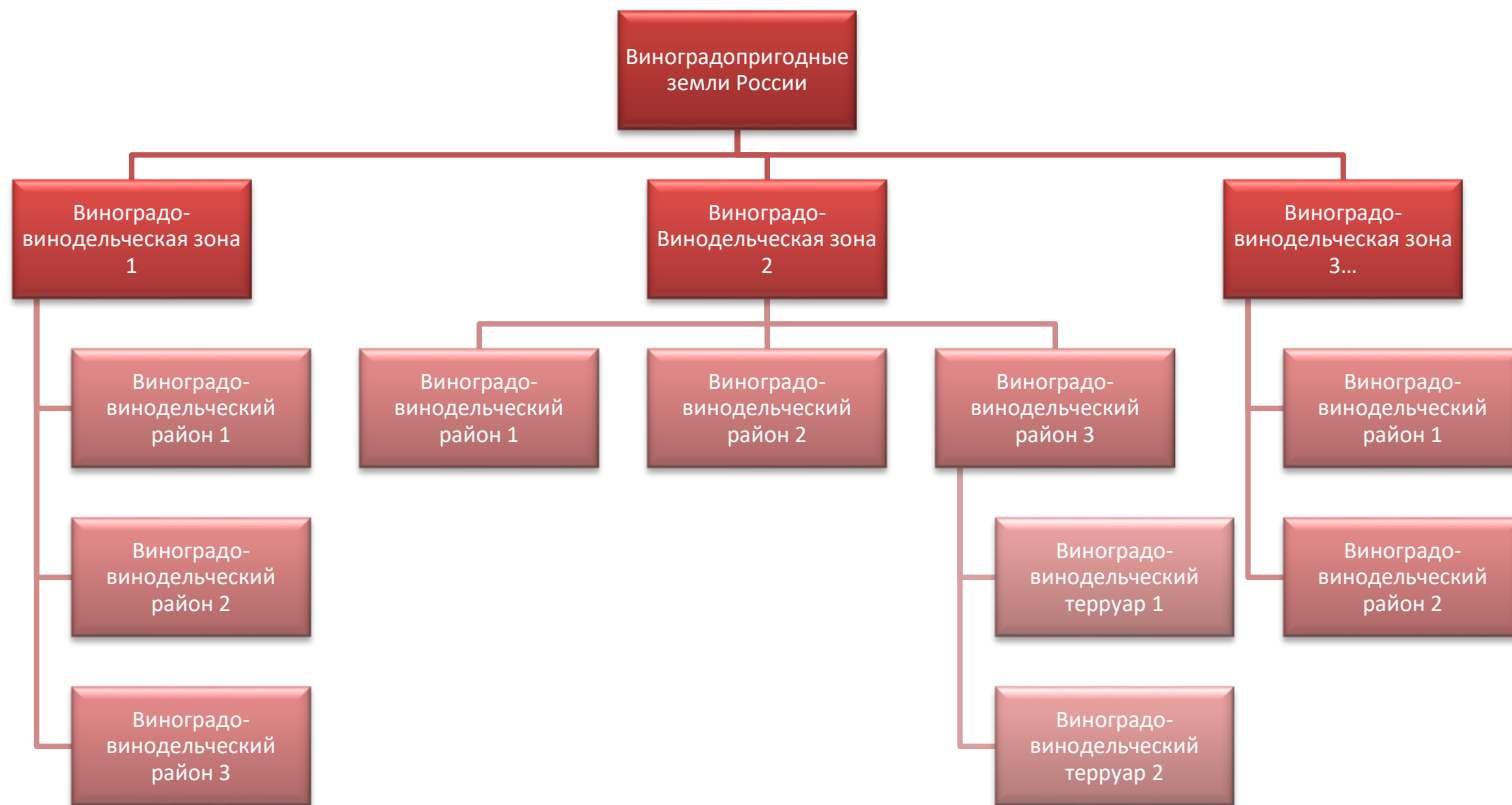 Виноградопригодные
земли России
Виноградо-
винодельческая зона
1
Виноградо-
Винодельческая зона
2
Виноградо-
винодельческая зона
3...
Виноградо-
винодельческий
район 1
Виноградо-
винодельческий
район 2
Виноградо-
винодельческий
район 3
Виноградо-
винодельческий
район 1
Виноградо-
винодельческий
район 2
Виноградо-
винодельческий
район 3
Виноградо-
винодельческий
терруар 1
Виноградо-
винодельческий
терруар 2
Виноградо-
винодельческий
район 1
Виноградо-
винодельческий
район 2